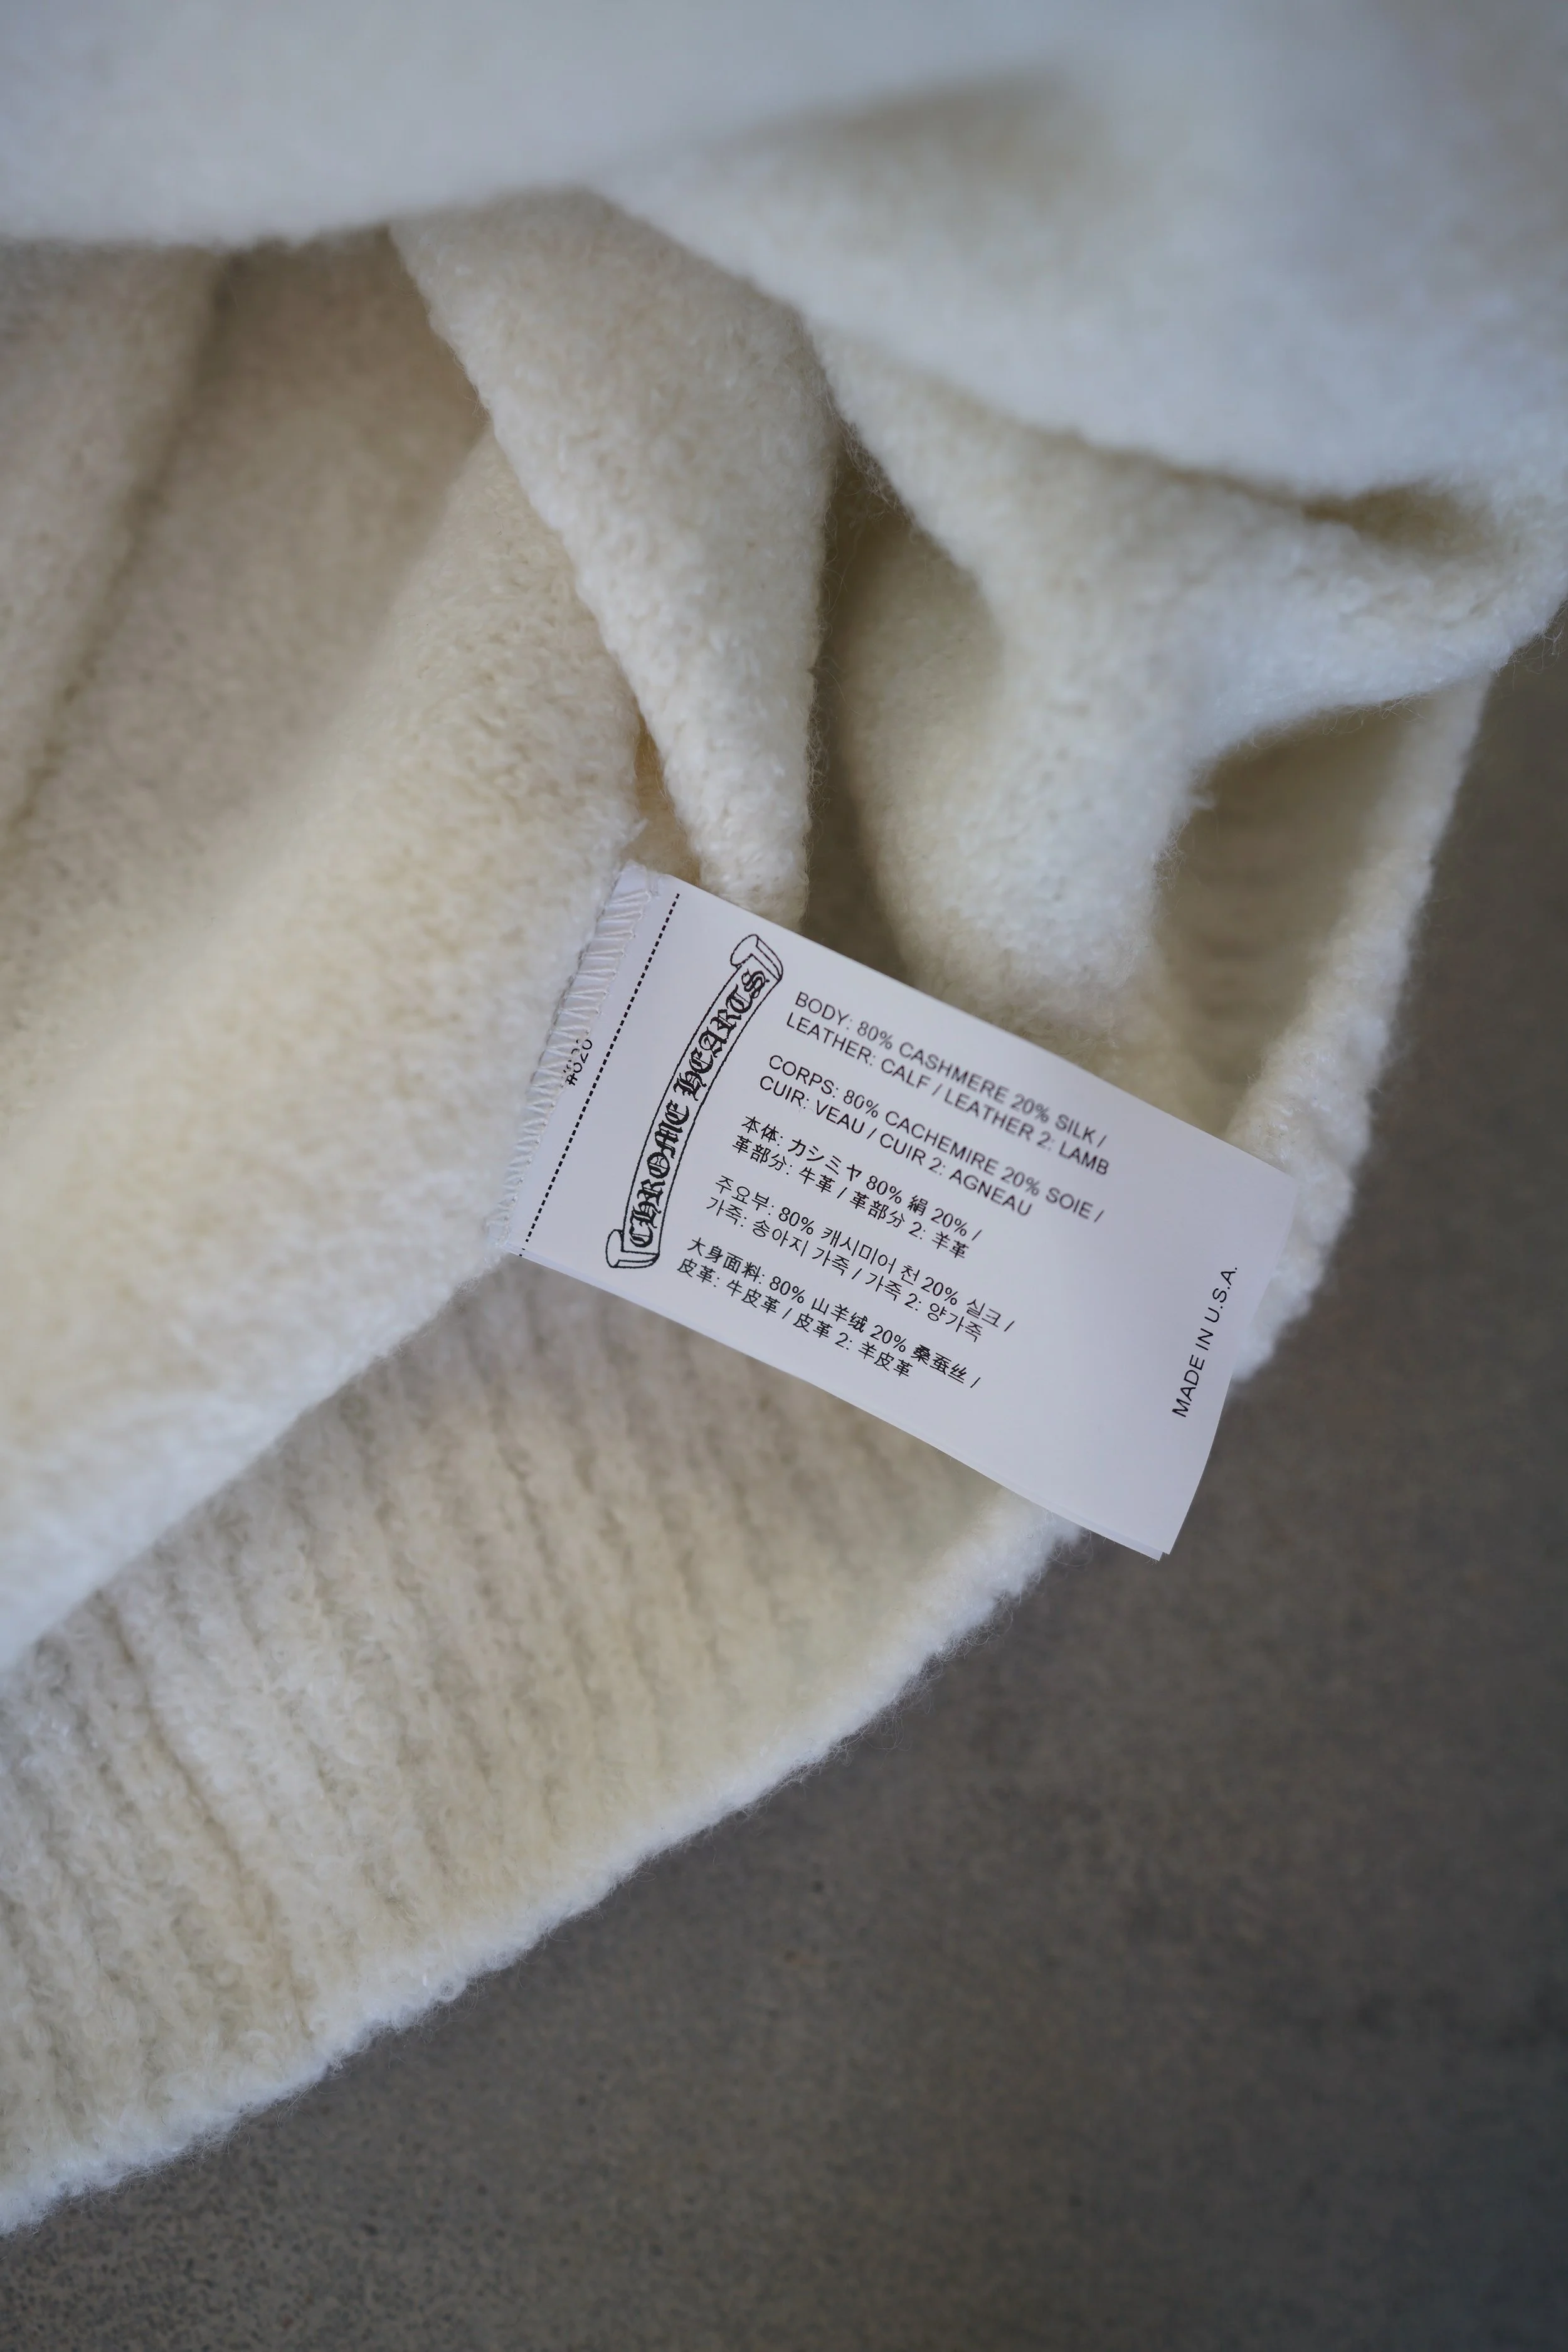 CHROME HEARTS
BODY: 80% CASHMERE 20% SILK /
LEATHER: CALF / LEATHER 2: LAMB
CORPS: 80% CACHEMIRE 20% SOIE /
CUIR: VEAU / CUIR 2: AGNEAU
本体: カシミヤ 80% 絹 20% /
革部分: 牛革 / 革部分 2: 羊革
주요부: 80% 캐시미어 천 20% 실크 /
가죽: 송아지 가죽 / 가죽 2: 양가죽
大身面料: 80% 山羊绒 20% 桑蚕丝 /
皮革: 牛皮革 / 皮革 2: 羊皮革
MADE IN U.S.A.